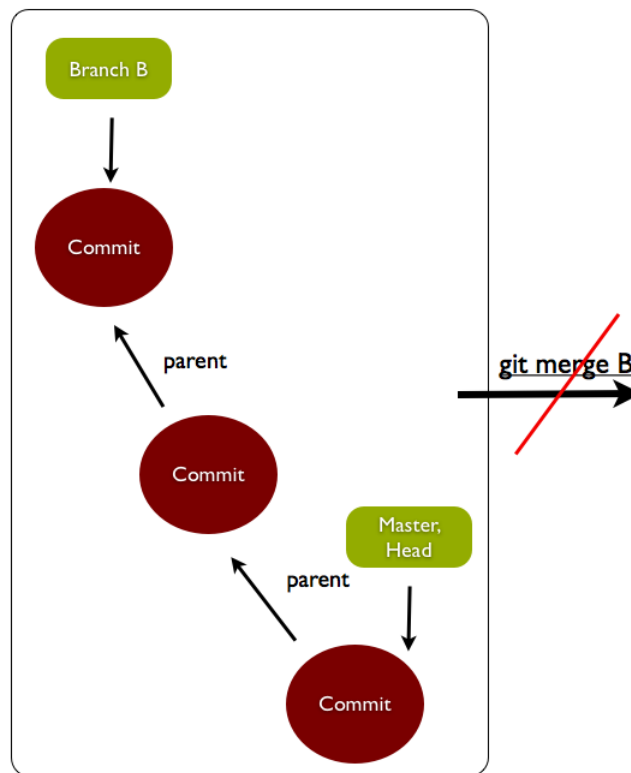 Branch B
Commit
parent
git merge B
Commit
Master,
Head
parent
Commit